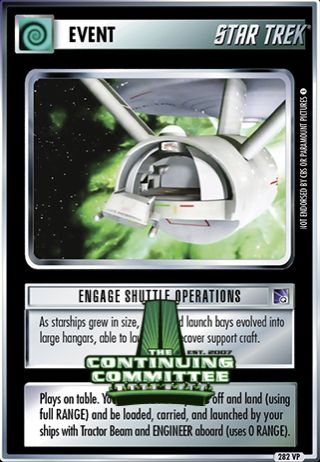 EVENT
STAR TREK
NOT ENDORSED BY CBS OR PARAMOUNT PICTURES
ENGAGE SHUTTLE OPERATIONS
As starships grew in size, launch bays evolved into
large hangars, able to recover support craft.
THE
CONTINUING
COMMITTEE
EST. 2007
Plays on table. off and land (using
full RANGE) and be loaded, carried, and launched by your
ships with Tractor Beam and ENGINEER aboard (uses 0 RANGE).
282 VP